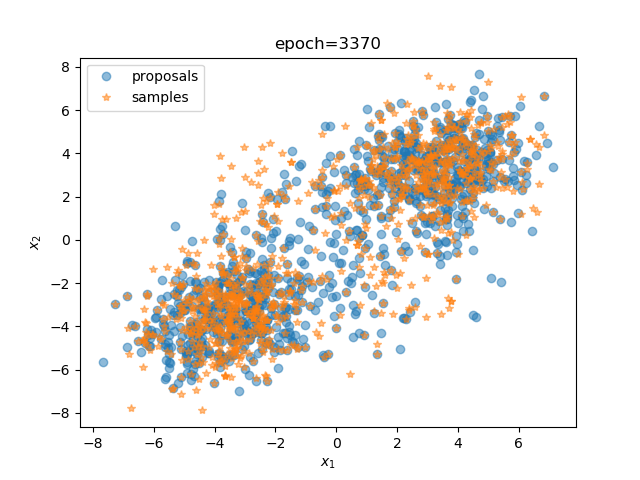 epoch=3370
8
6
4
2
0
−2
−4
−6
−8
x₂
proposals
samples
−8 −6 −4 −2 0 2 4 6
x₁